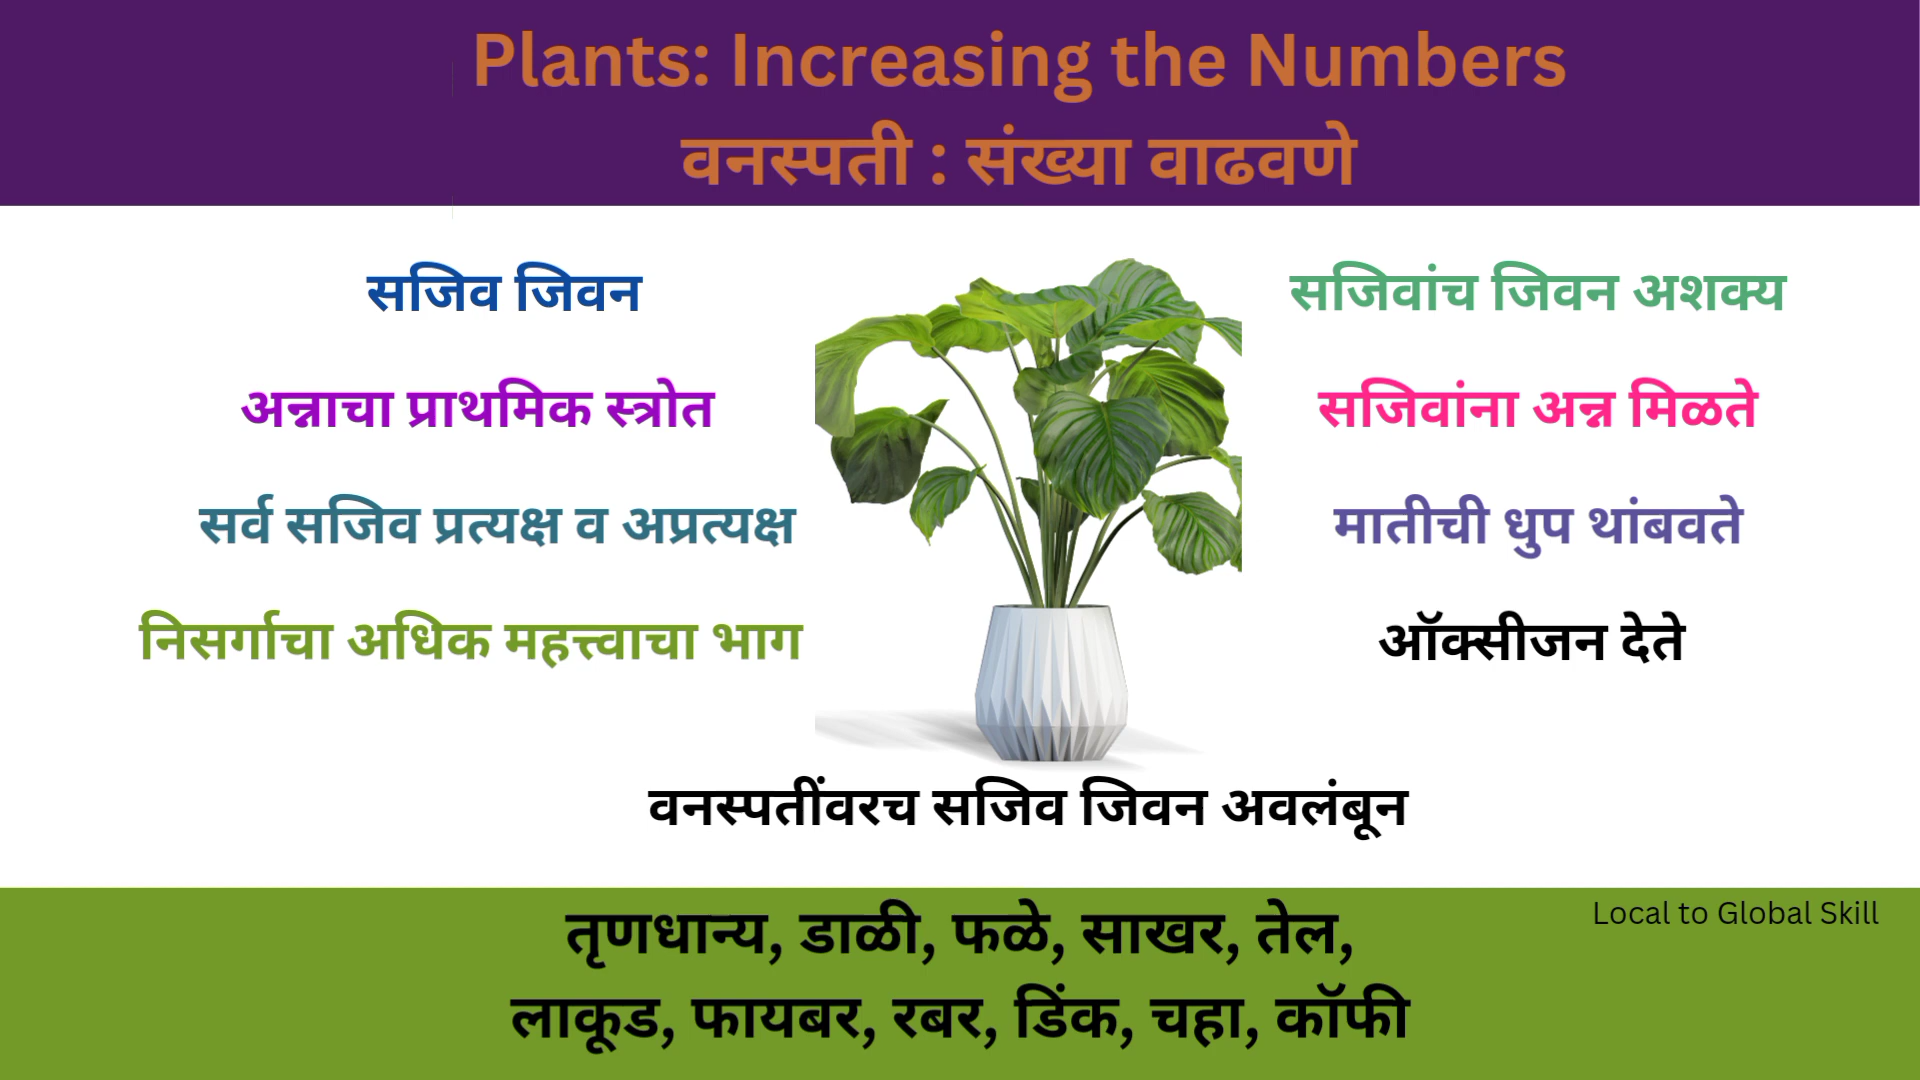 Plants: Increasing the Numbers
वनस्पती : संख्या वाढवणे
सजिव जिवन
अन्नाचा प्राथमिक स्त्रोत
सर्व सजिव प्रत्यक्ष व अप्रत्यक्ष
निसर्गाचा अधिक महत्त्वाचा भाग
सजिवांच जिवन अशक्य
सजिवांना अन्न मिळते
मातीची धुप थांबवते
ऑक्सीजन देते
वनस्पतींवरच सजिव जिवन अवलंबून
तृणधान्य, डाळी, फळे, साखर, तेल,
लाकूड, फायबर, रबर, डिंक, चहा, कॉफी
Local to Global Skill